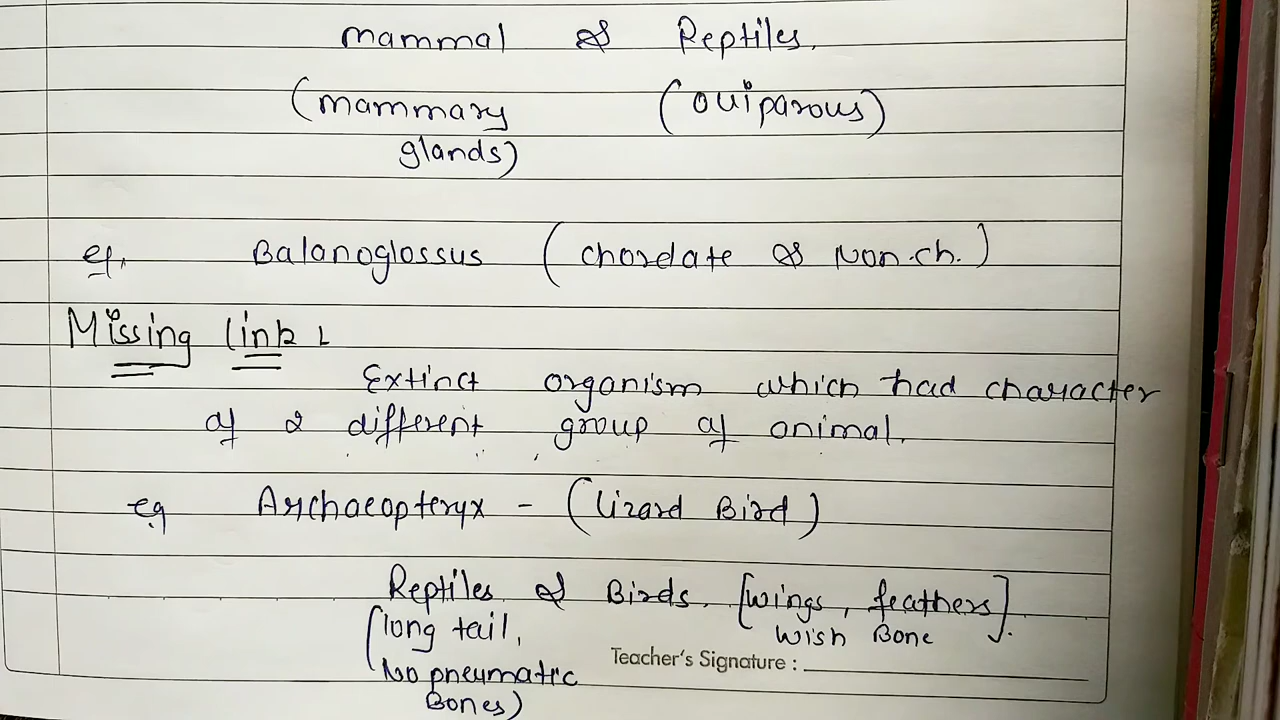 mammal & Reptiles.
(mammary (oviparous)
glands)
eg. Balanoglossus (chordate & Non.ch.)
Missing link :
Extinct organism which had character
of 2 different group of animal.
eg Archaeopteryx - (lizard Bird)
Reptiles & Birds. [wings, feathers].
(long tail, wish Bone
Teacher's Signature :
No pneumatic
Bones)